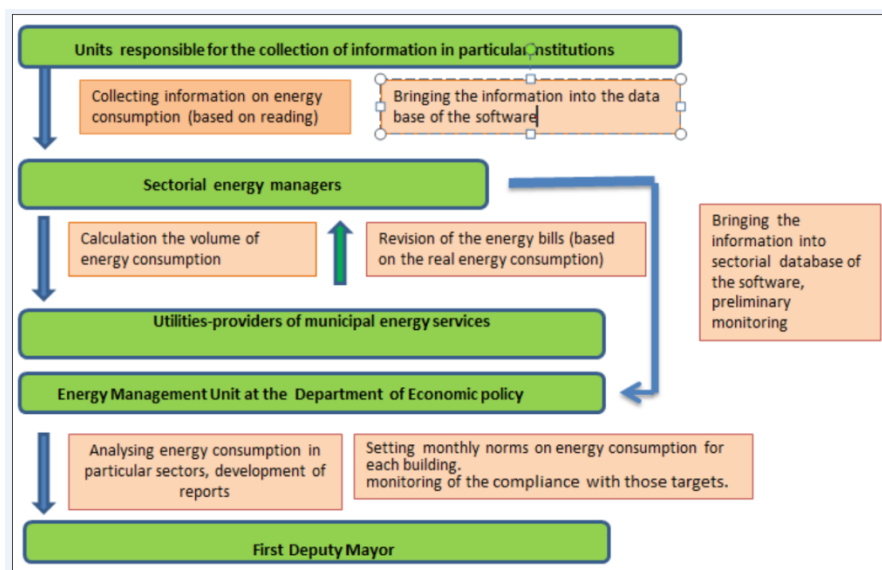 Units responsible for the collection of information in particular institutions
Collecting information on energy
consumption (based on reading)
Bringing the information into the data
base of the software
Sectorial energy managers
Calculation the volume of
energy consumption
Revision of the energy bills (based
on the real energy consumption)
Bringing the
information into
sectorial database of
the software,
preliminary
monitoring
Utilities-providers of municipal energy services
Energy Management Unit at the Department of Economic policy
Analysing energy consumption in
particular sectors, development of
reports
Setting monthly norms on energy consumption for
each building.
monitoring of the compliance with those targets.
First Deputy Mayor